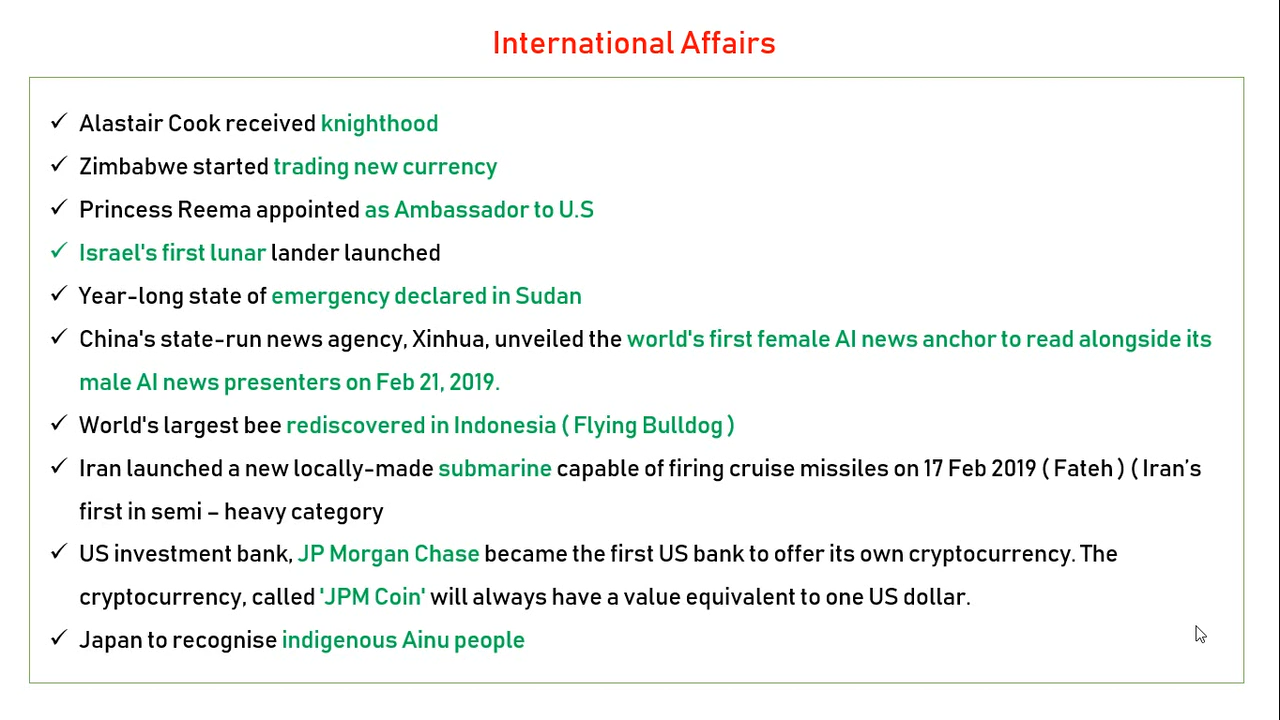 International Affairs
✓ Alastair Cook received knighthood
✓ Zimbabwe started trading new currency
✓ Princess Reema appointed as Ambassador to U.S
✓ Israel's first lunar lander launched
✓ Year-long state of emergency declared in Sudan
✓ China's state-run news agency, Xinhua, unveiled the world's first female AI news anchor to read alongside its
male AI news presenters on Feb 21, 2019.
✓ World's largest bee rediscovered in Indonesia ( Flying Bulldog )
✓ Iran launched a new locally-made submarine capable of firing cruise missiles on 17 Feb 2019 ( Fateh ) ( Iran’s
first in semi – heavy category
✓ US investment bank, JP Morgan Chase became the first US bank to offer its own cryptocurrency. The
cryptocurrency, called 'JPM Coin' will always have a value equivalent to one US dollar.
✓ Japan to recognise indigenous Ainu people